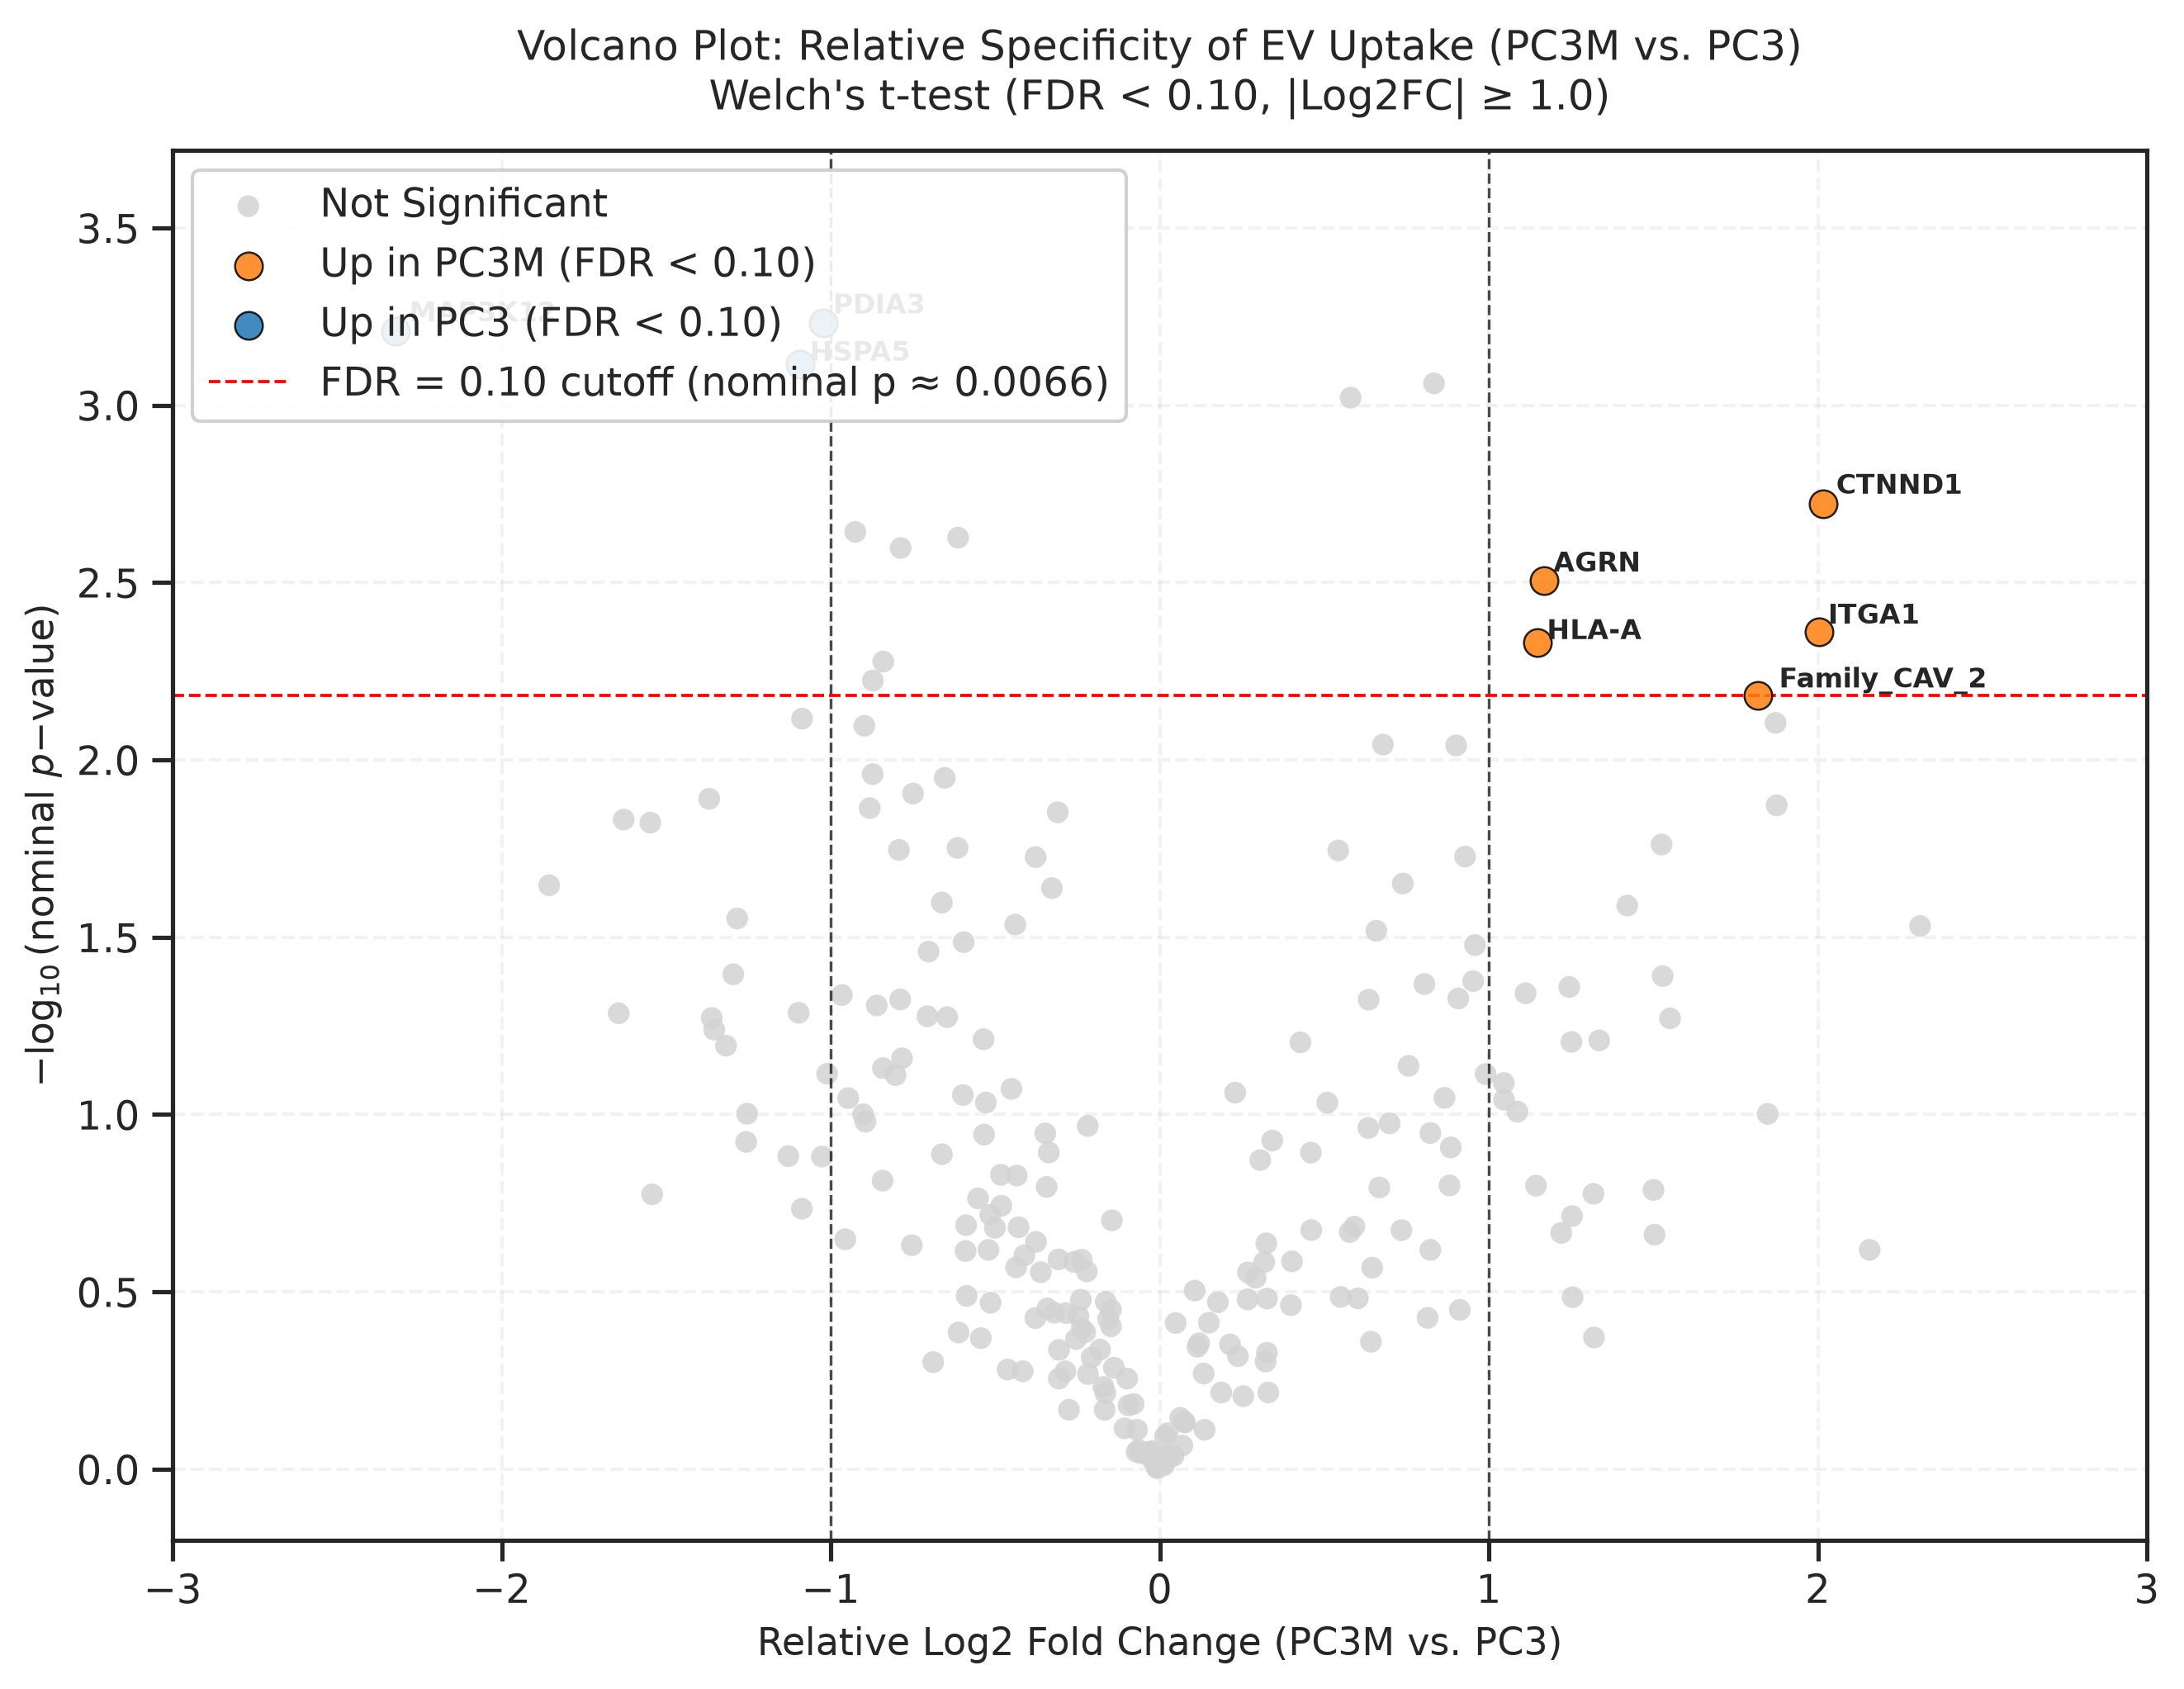 Volcano Plot: Relative Specificity of EV Uptake (PC3M vs. PC3)
Welch's t-test (FDR < 0.10, |Log2FC| ≥ 1.0)
Not Significant
Up in PC3M (FDR < 0.10)
Up in PC3 (FDR < 0.10)
FDR = 0.10 cutoff (nominal p ≈ 0.0066)
PDIA3
HSPA5
CTNND1
AGRN
ITGA1
HLA-A
Family_CAV_2
3.5
3.0
2.5
2.0
1.5
1.0
0.5
0.0
−log₁₀(nominal p−value)
−3
−2
−1
0
1
2
3
Relative Log2 Fold Change (PC3M vs. PC3)